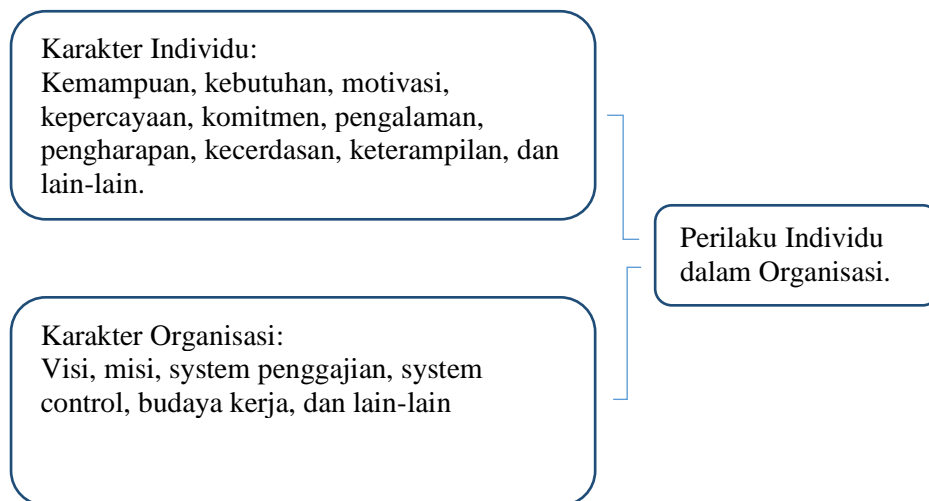 Karakter Individu:
Kemampuan, kebutuhan, motivasi,
kepercayaan, komitmen, pengalaman,
pengharapan, kecerdasan, keterampilan, dan
lain-lain.
Perilaku Individu
dalam Organisasi.
Karakter Organisasi:
Visi, misi, system penggajian, system
control, budaya kerja, dan lain-lain